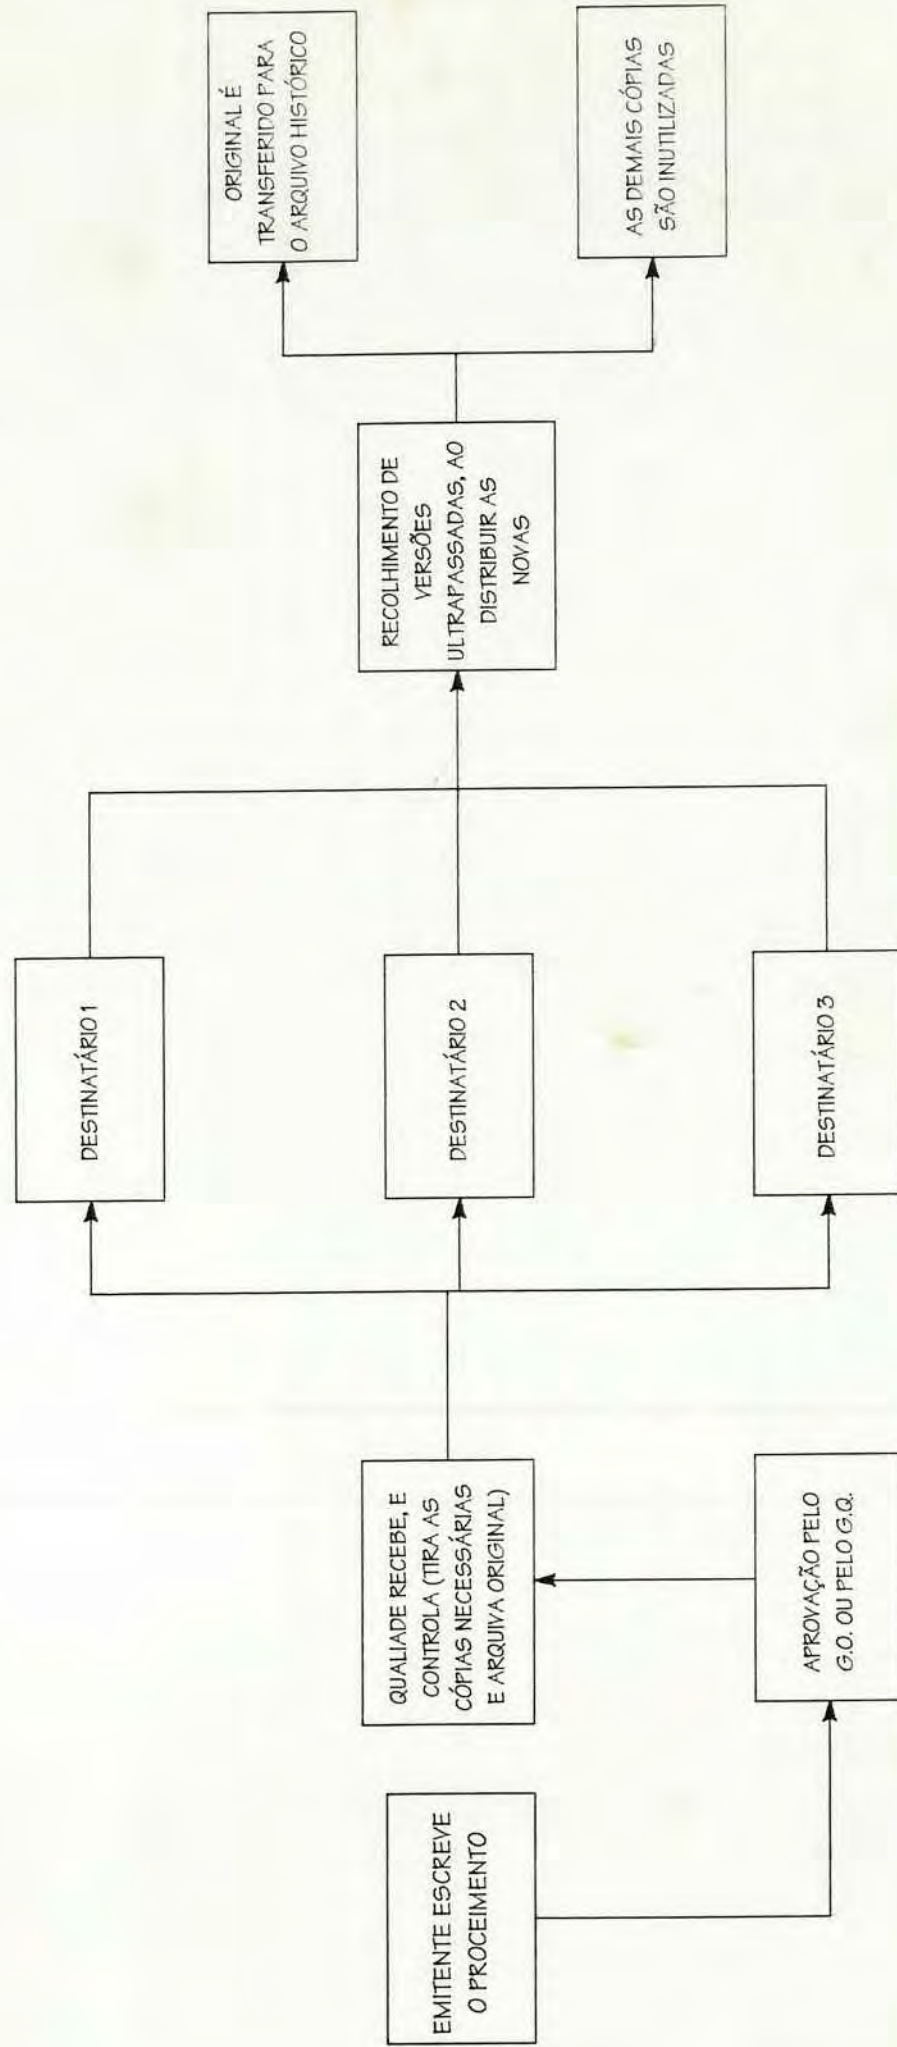 EMITENTE ESCREVE
O PROCEIMENTO
APROVAÇÃO PELO
G.O. OU PELO G.Q.
QUALIADE RECEBE, E
CONTROLA (TIRA AS
CÓPIAS NECESSÁRIAS
E ARQUIVA ORIGINAL)
DESTINATÁRIO 1
DESTINATÁRIO 2
DESTINATÁRIO 3
RECOLHIMENTO DE
VERSÕES
ULTRAPASSADAS, AO
DISTRIBUIR AS
NOVAS
ORIGINAL É
TRANSFERIDO PARA
O ARQUIVO HISTÓRICO
AS DEMAIS CÓPIAS
SÃO INUTILIZADAS